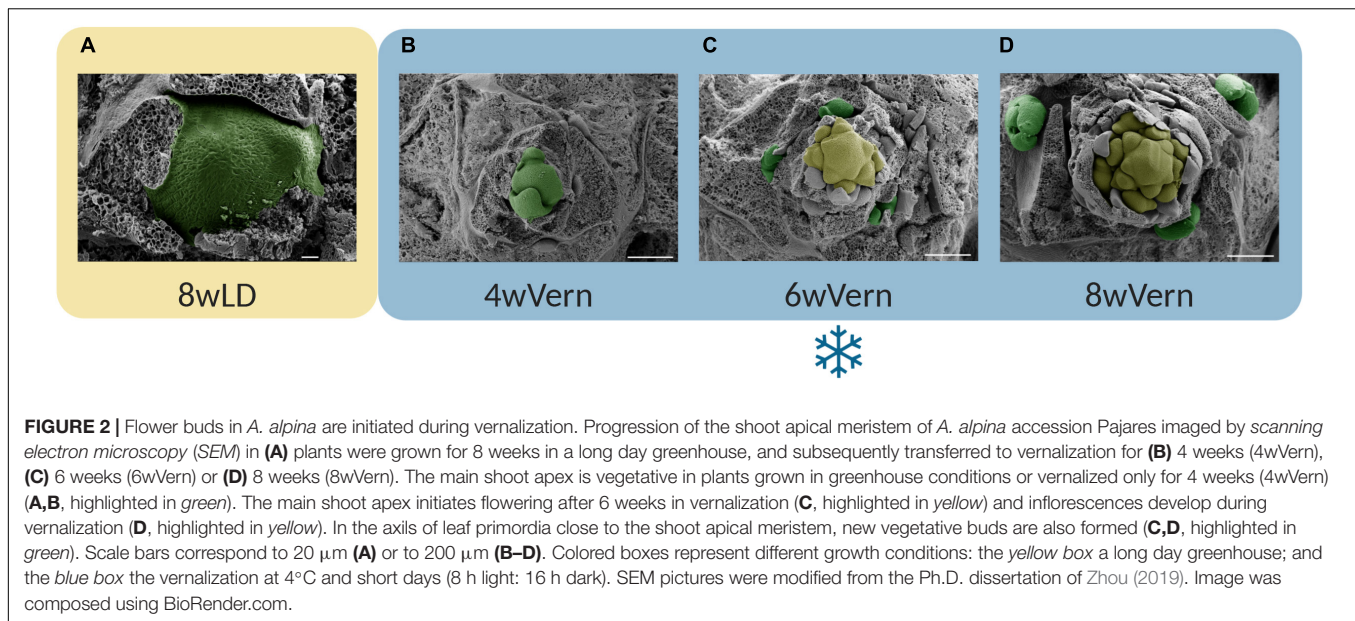 A
B
C
D
8wLD
4wVern
6wVern
8wVern
FIGURE 2 | Flower buds in A. alpina are initiated during vernalization. Progression of the shoot apical meristem of A. alpina accession Pajares imaged by scanning
electron microscopy (SEM) in (A) plants were grown for 8 weeks in a long day greenhouse, and subsequently transferred to vernalization for (B) 4 weeks (4wVern),
(C) 6 weeks (6wVern) or (D) 8 weeks (8wVern). The main shoot apex is vegetative in plants grown in greenhouse conditions or vernalized only for 4 weeks (4wVern)
(A,B, highlighted in green). The main shoot apex initiates flowering after 6 weeks in vernalization (C, highlighted in yellow) and inflorescences develop during
vernalization (D, highlighted in yellow). In the axils of leaf primordia close to the shoot apical meristem, new vegetative buds are also formed (C,D, highlighted in
green). Scale bars correspond to 20 μm (A) or to 200 μm (B–D). Colored boxes represent different growth conditions: the yellow box a long day greenhouse; and
the blue box the vernalization at 4°C and short days (8 h light: 16 h dark). SEM pictures were modified from the Ph.D. dissertation of Zhou (2019). Image was
composed using BioRender.com.